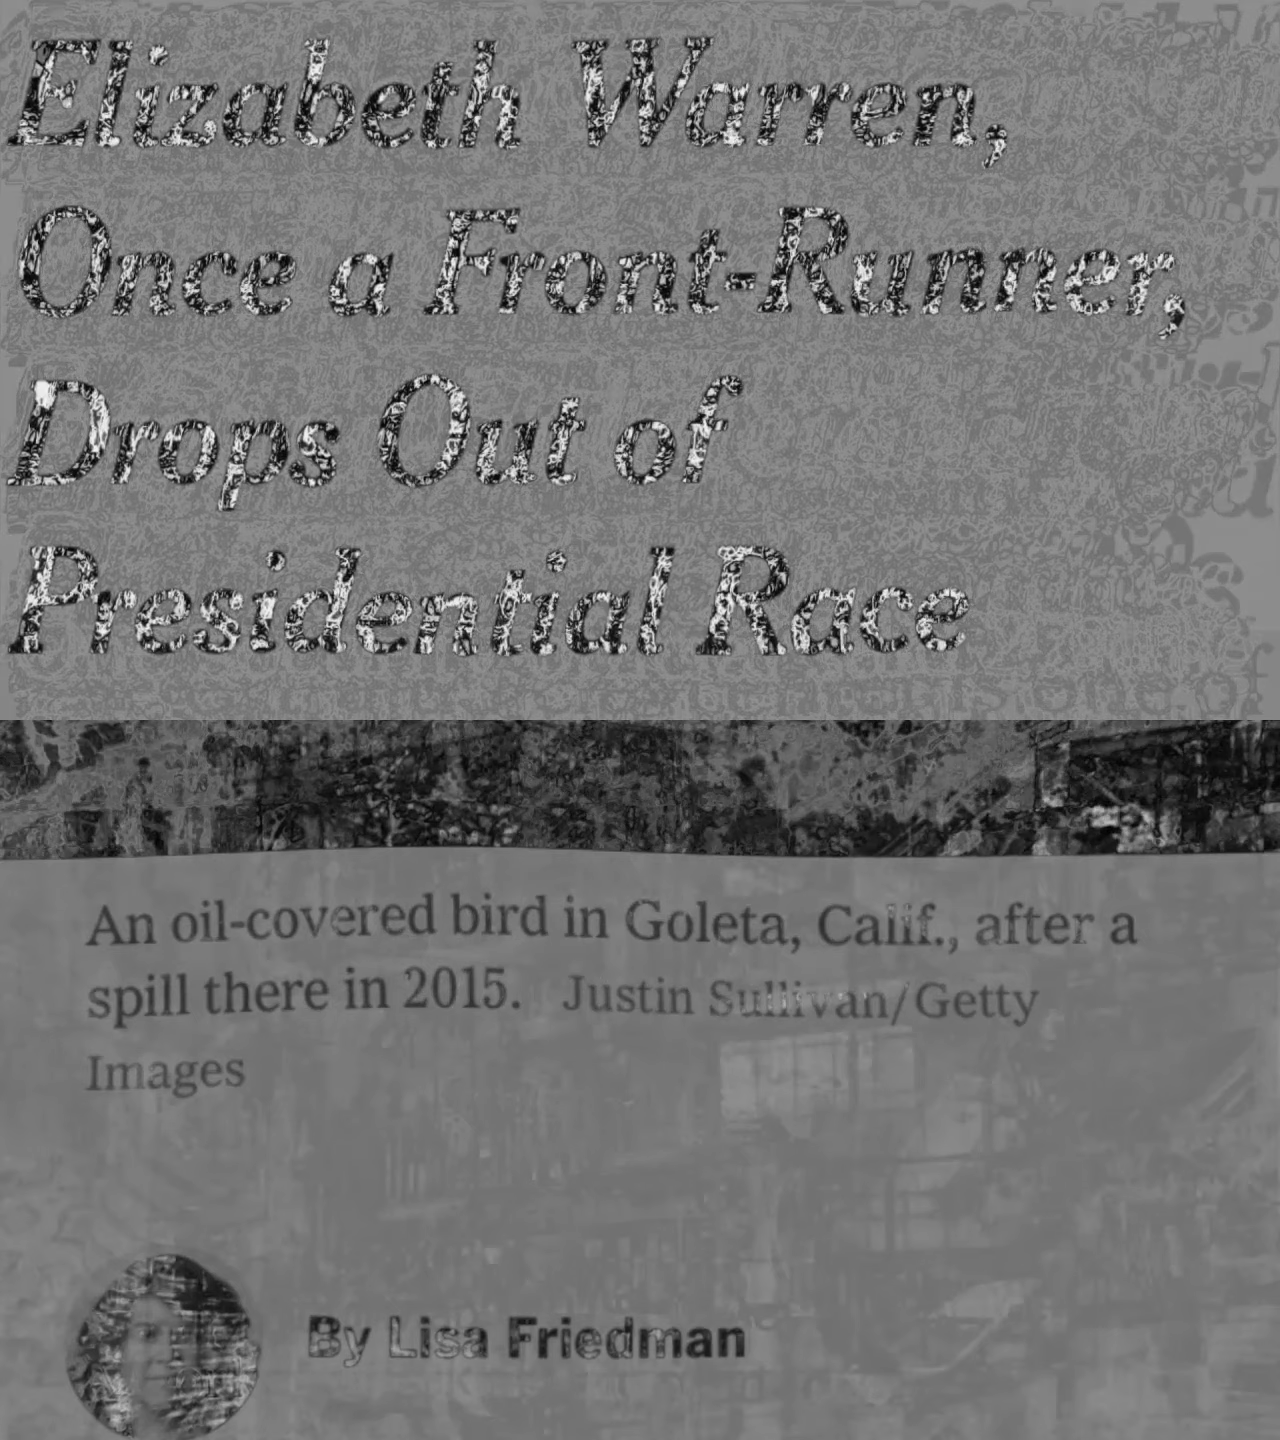 Elizabeth Warren,
Once a Front-Runner,
Drops Out of
Presidential Race
An oil-covered bird in Goleta, Calif., after a
spill there in 2015. Justin Sullivan/Getty
Images
By Lisa Friedman